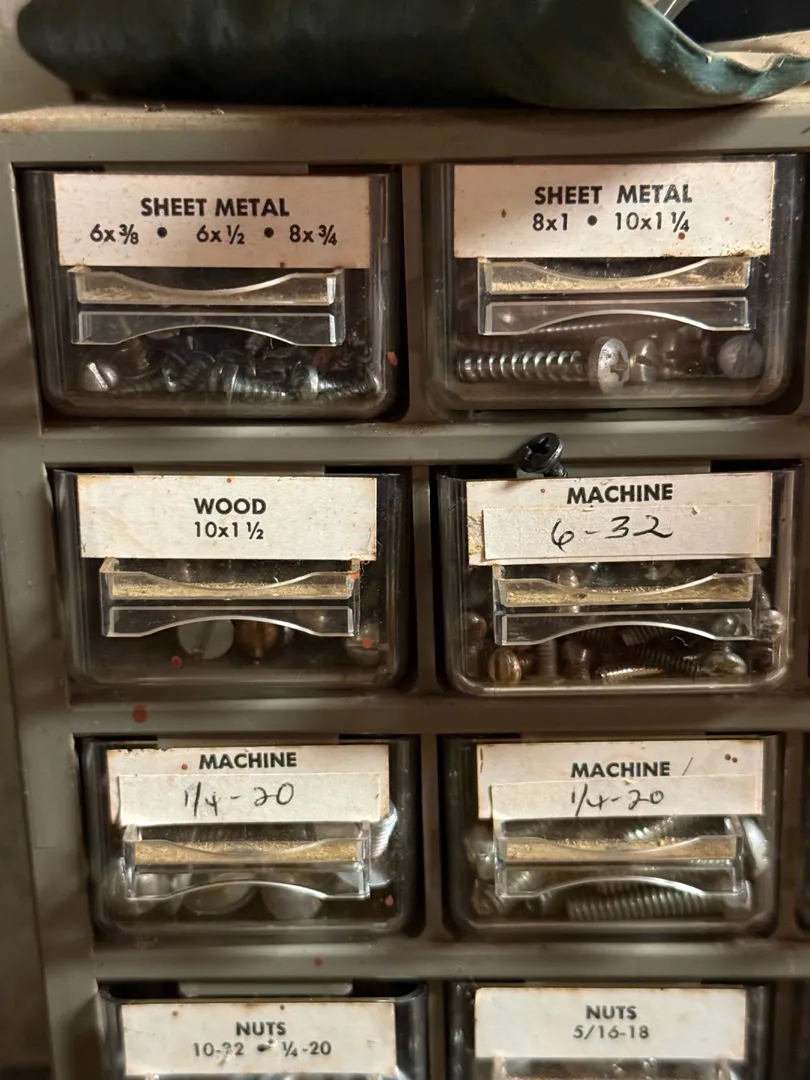 SHEET METAL
6x⅜ • 6x½ • 8x¾
SHEET METAL
8x1 • 10x1¼
WOOD
10x1½
MACHINE
6-32
MACHINE
1/4-20
MACHINE
1/4-20
NUTS
10-32 • ¼-20
NUTS
5/16-18